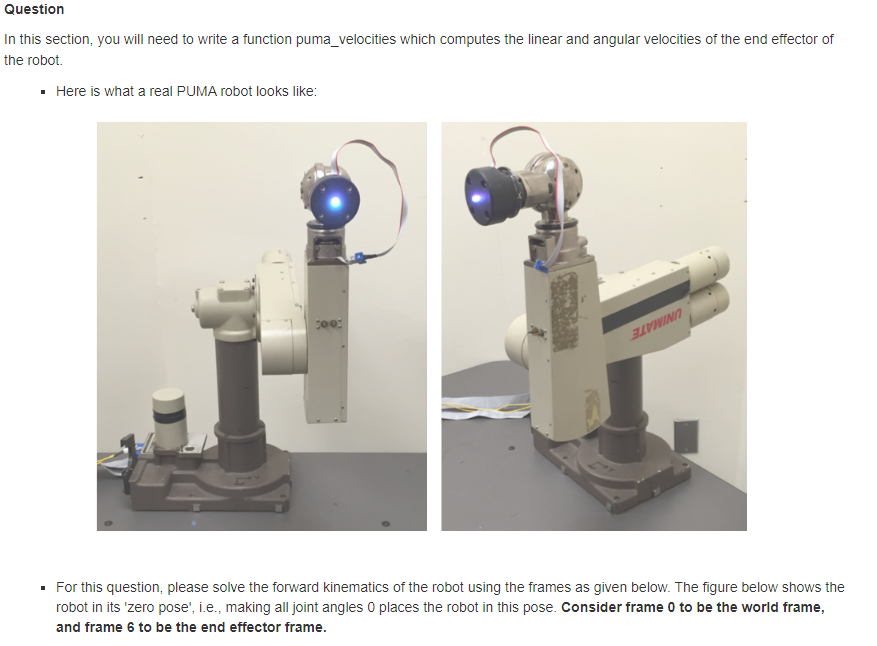 Question
In this section, you will need to write a function puma_velocities which computes the linear and angular velocities of the end effector of
the robot.
▪ Here is what a real PUMA robot looks like:
UNIMATE
▪ For this question, please solve the forward kinematics of the robot using the frames as given below. The figure below shows the
robot in its 'zero pose', i.e., making all joint angles 0 places the robot in this pose. Consider frame 0 to be the world frame,
and frame 6 to be the end effector frame.